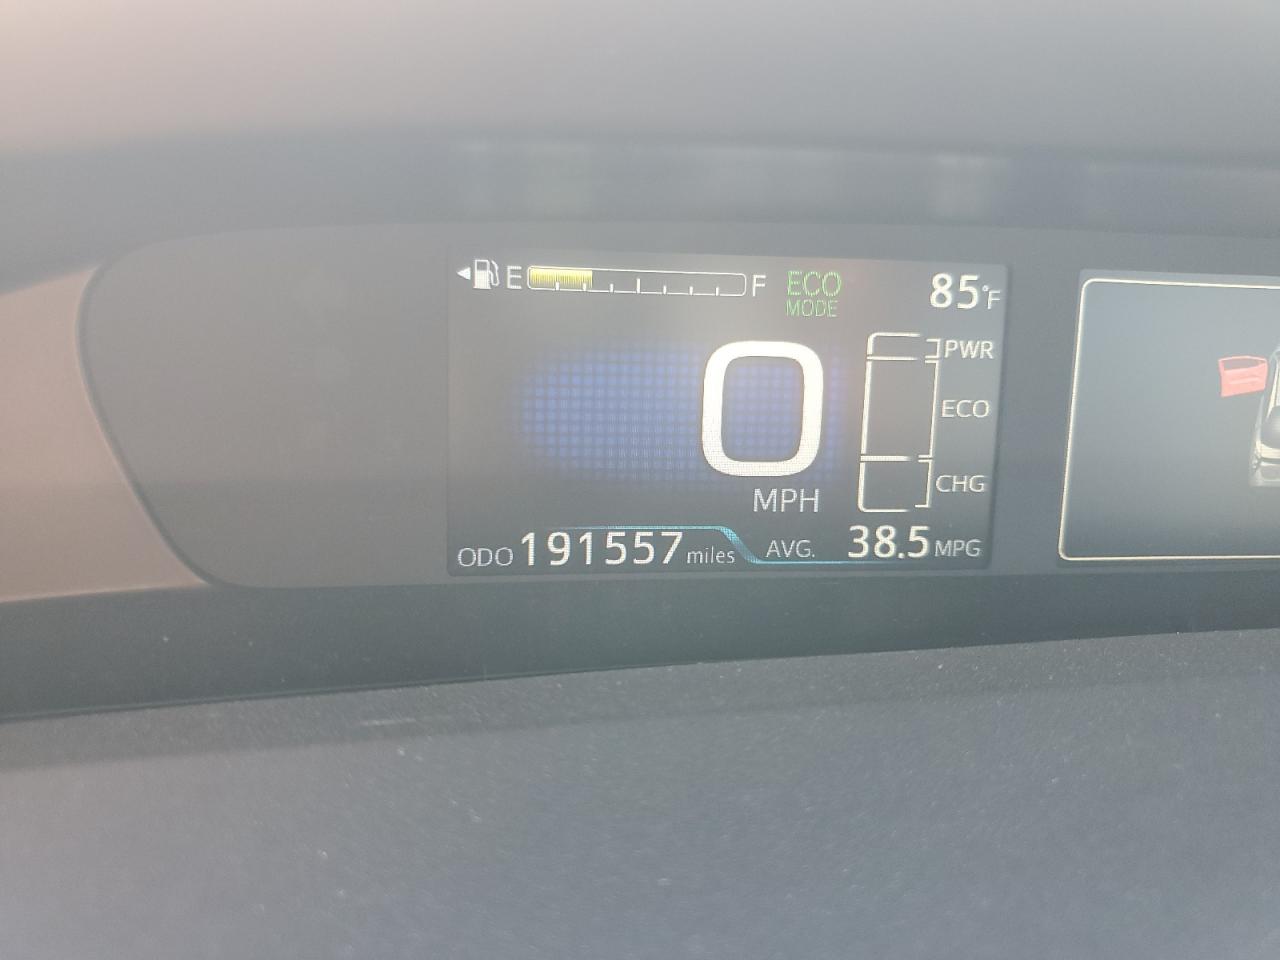 E F ECO MODE 85°F
PWR
0
ECO
CHG
MPH
ODO 191557 miles AVG. 38.5 MPG